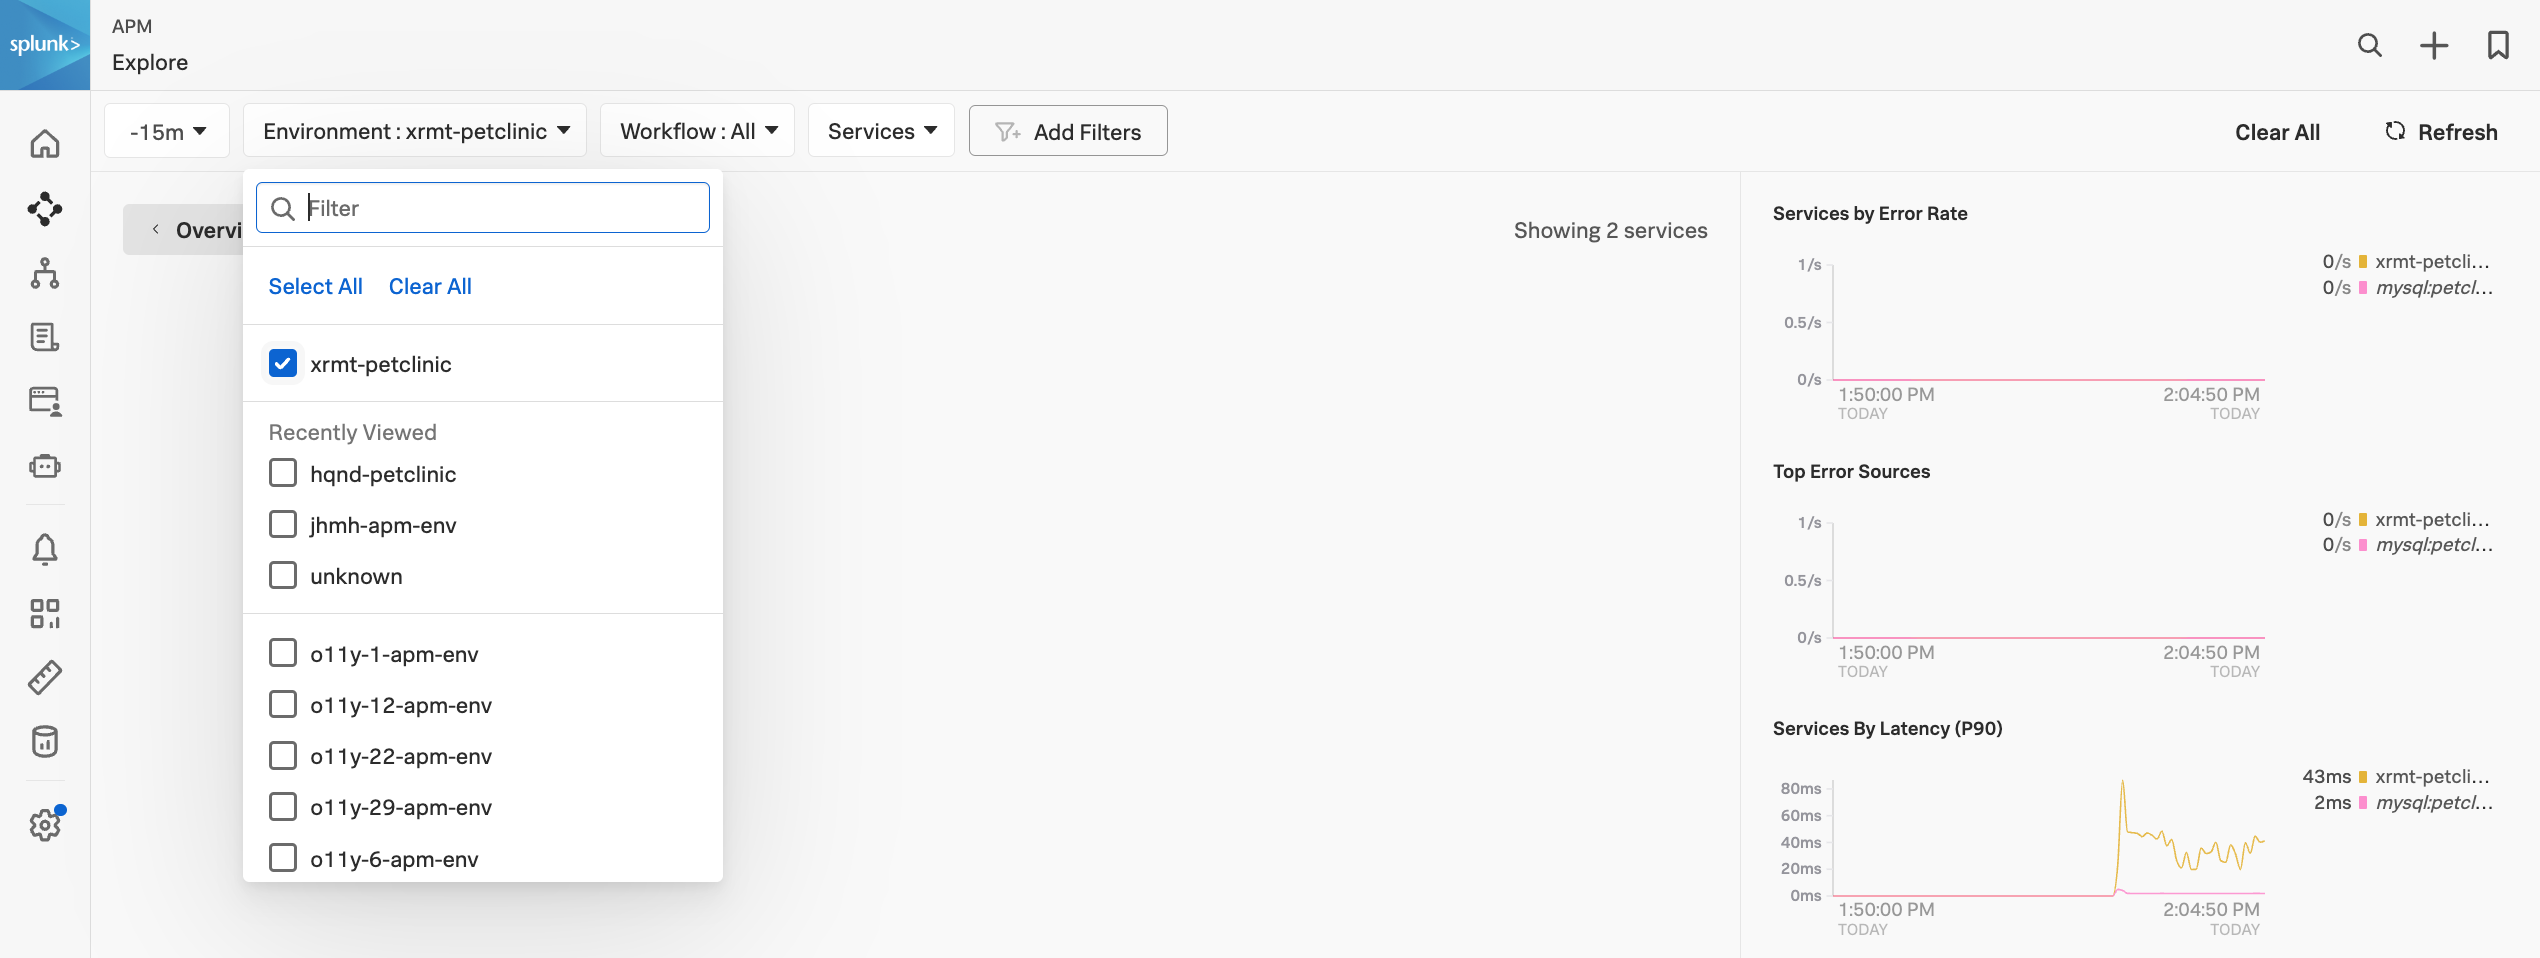 splunk>
APM
Explore
-15m
Environment : xrmt-petclinic
Workflow : All
Services
Add Filters
Clear All
Refresh
Overvi
Filter
Select All
Clear All
xrmt-petclinic
Recently Viewed
hqnd-petclinic
jhmh-apm-env
unknown
o11y-1-apm-env
o11y-12-apm-env
o11y-22-apm-env
o11y-29-apm-env
o11y-6-apm-env
Showing 2 services
Services by Error Rate
1/s
0.5/s
0/s
1:50:00 PM
TODAY
2:04:50 PM
TODAY
0/s xrmt-petcli...
0/s mysql:petcl...
Top Error Sources
1/s
0.5/s
0/s
1:50:00 PM
TODAY
2:04:50 PM
TODAY
0/s xrmt-petcli...
0/s mysql:petcl...
Services By Latency (P90)
80ms
60ms
40ms
20ms
0ms
1:50:00 PM
TODAY
2:04:50 PM
TODAY
43ms xrmt-petcli...
2ms mysql:petcl...